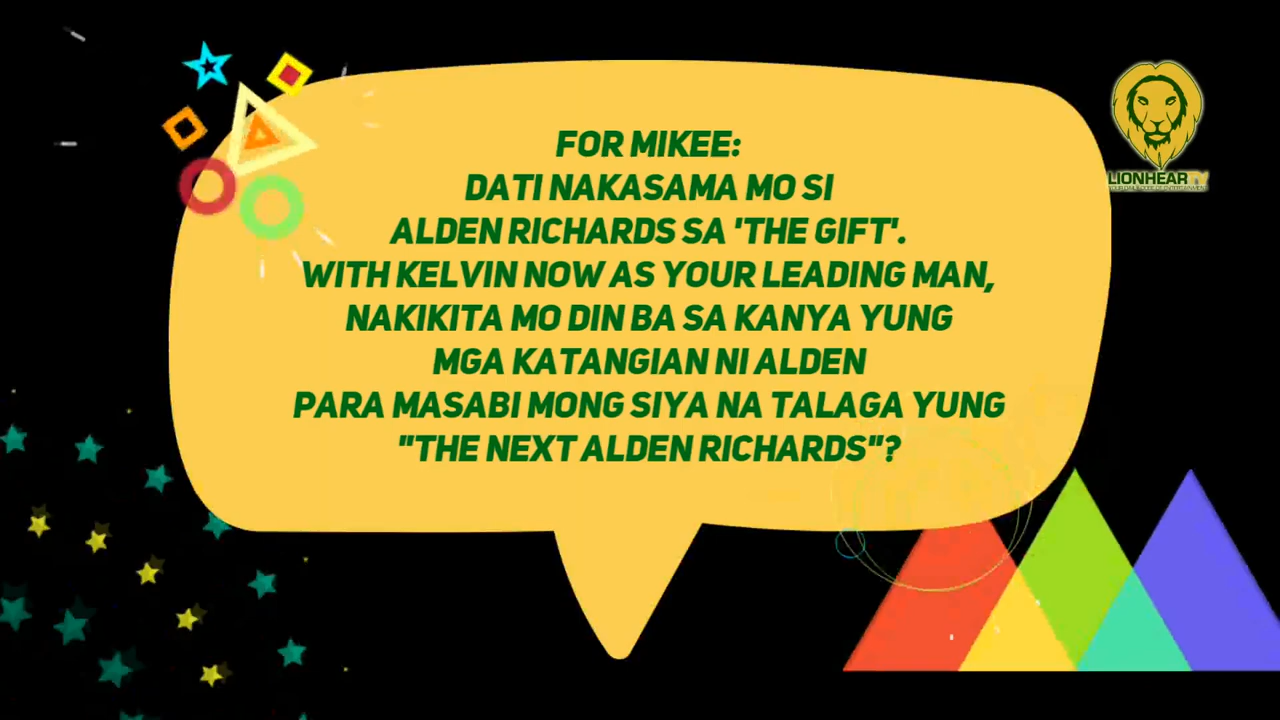 FOR MIKEE:
DATI NAKASAMA MO SI
ALDEN RICHARDS SA 'THE GIFT'.
WITH KELVIN NOW AS YOUR LEADING MAN,
NAKIKITA MO DIN BA SA KANYA YUNG
MGA KATANGIAN NI ALDEN
PARA MASABI MONG SIYA NA TALAGA YUNG
"THE NEXT ALDEN RICHARDS"?
LIONHEARTV